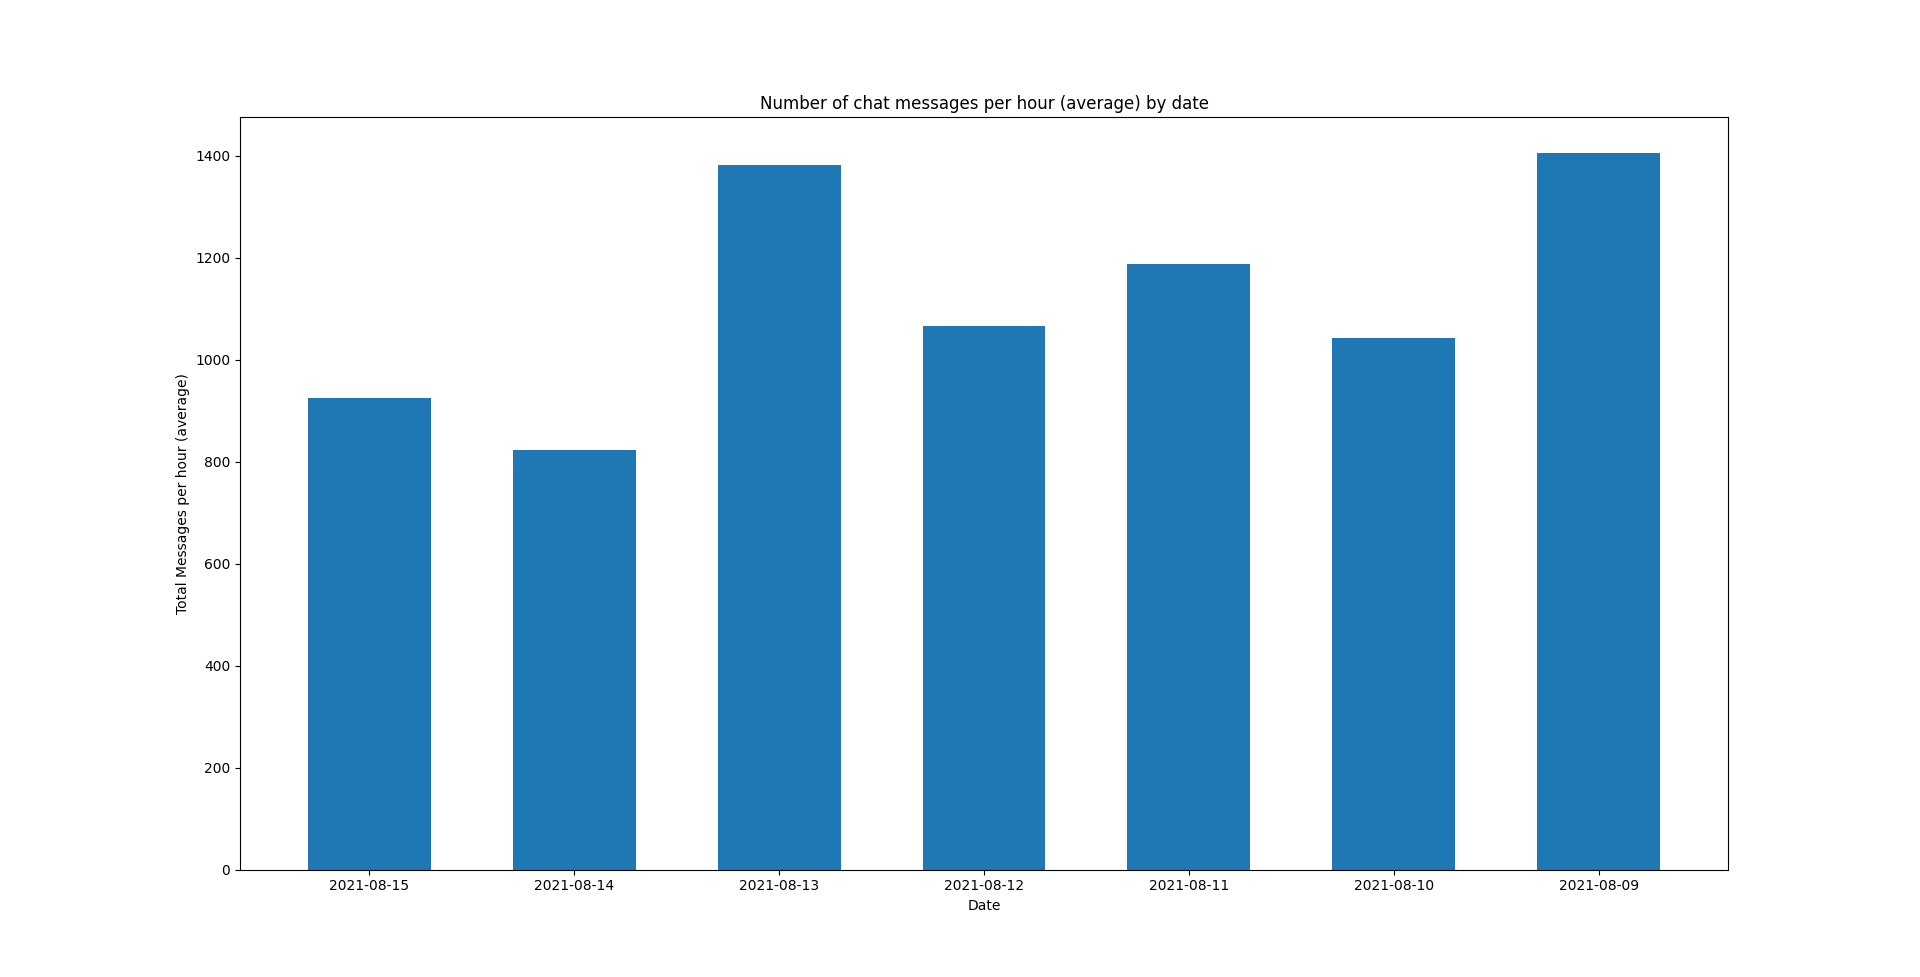 Number of chat messages per hour (average) by date
Total Messages per hour (average)
1400
1200
1000
800
600
400
200
0
2021-08-15 2021-08-14 2021-08-13 2021-08-12 2021-08-11 2021-08-10 2021-08-09
Date